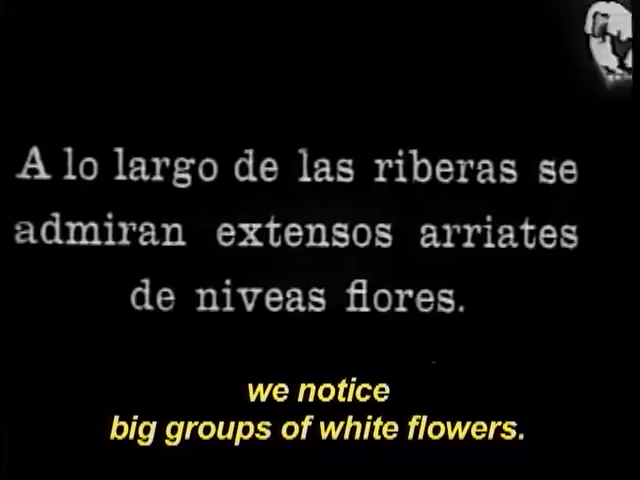 A lo largo de las riberas se
admiran extensos arriates
de niveas flores.
we notice
big groups of white flowers.